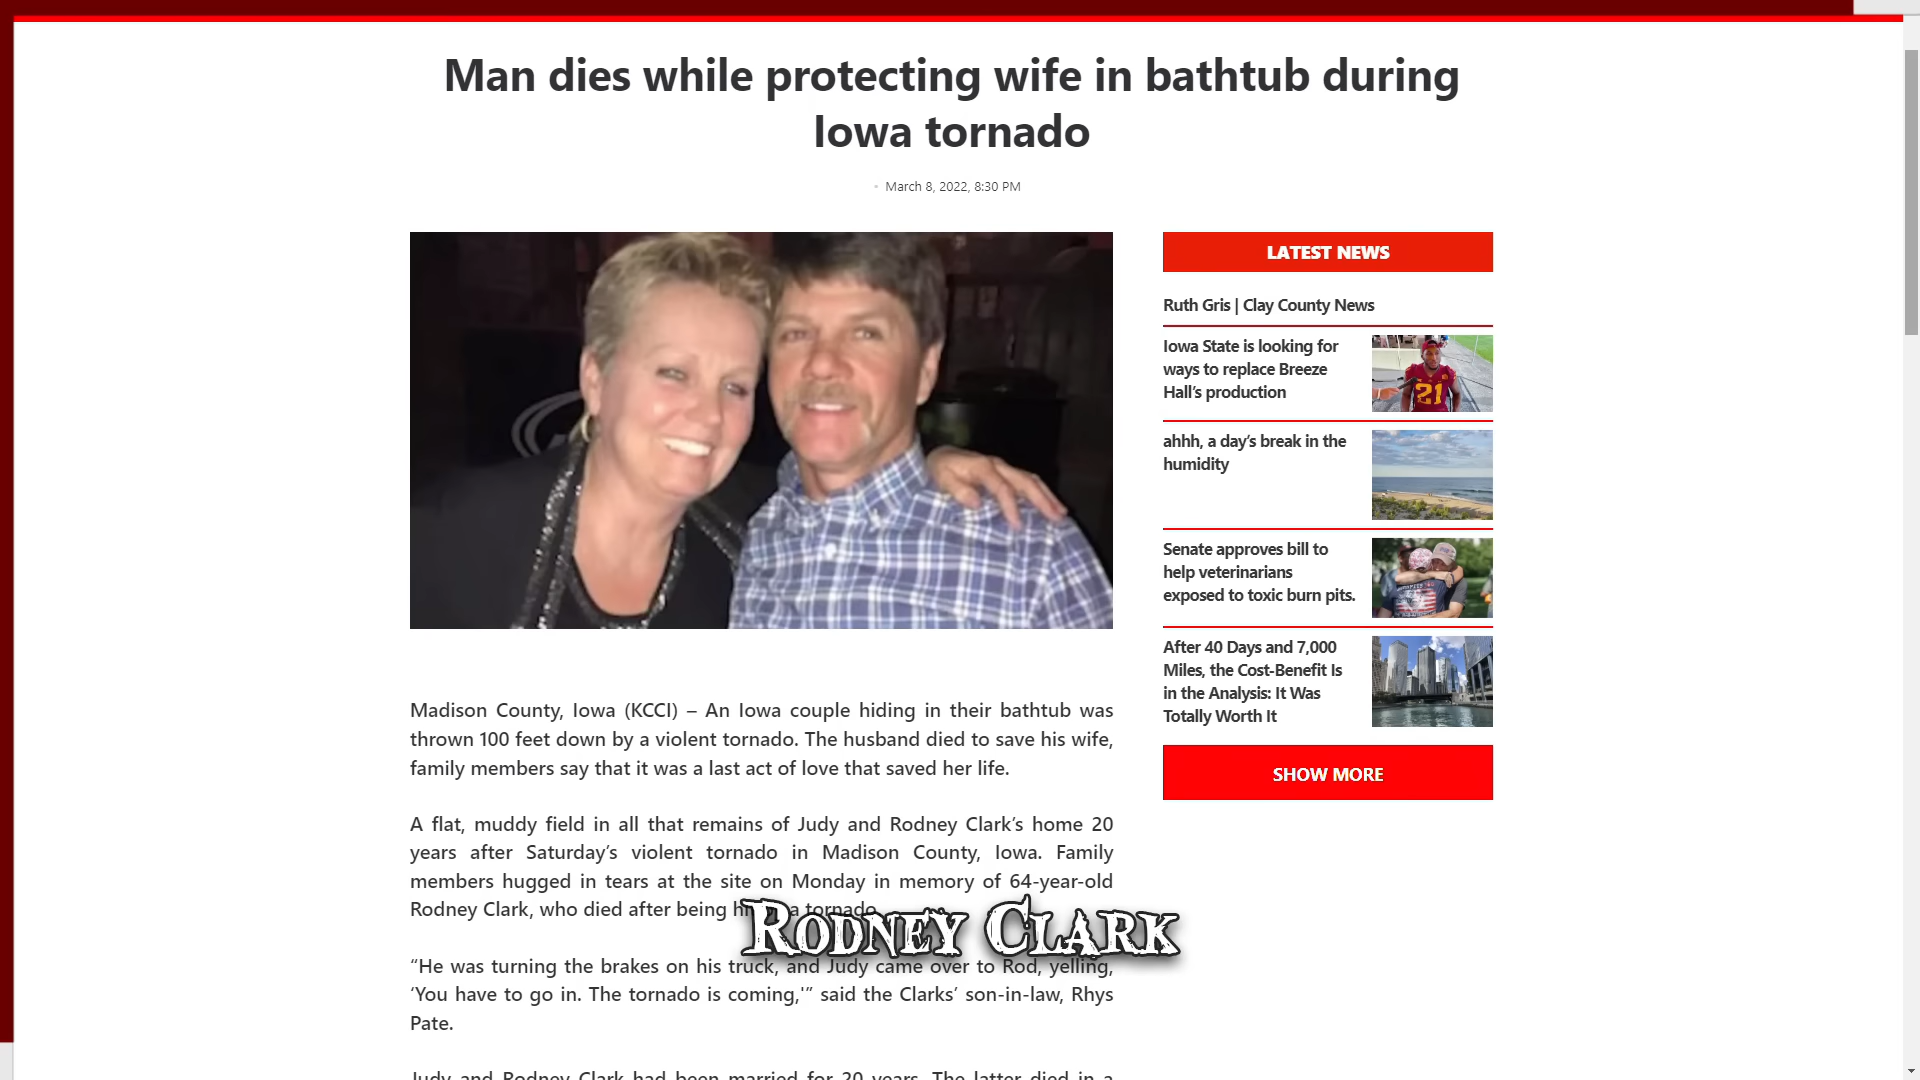 Man dies while protecting wife in bathtub during
Iowa tornado
March 8, 2022, 8:30 PM
LATEST NEWS
Ruth Gris | Clay County News
Iowa State is looking for
ways to replace Breeze
Hall’s production
21
ahhh, a day’s break in the
humidity
Senate approves bill to
help veterinarians
exposed to toxic burn pits.
After 40 Days and 7,000
Miles, the Cost-Benefit Is
in the Analysis: It Was
Totally Worth It
SHOW MORE
Madison County, Iowa (KCCI) – An Iowa couple hiding in their bathtub was
thrown 100 feet down by a violent tornado. The husband died to save his wife,
family members say that it was a last act of love that saved her life.
A flat, muddy field in all that remains of Judy and Rodney Clark’s home 20
years after Saturday’s violent tornado in Madison County, Iowa. Family
members hugged in tears at the site on Monday in memory of 64-year-old
Rodney Clark, who died after being a tornado.
Rodney Clark
“He was turning the brakes on his truck, and Judy came over to Rod, yelling,
‘You have to go in. The tornado is coming,'” said the Clarks’ son-in-law, Rhys
Pate.
Judy and Rodney Clark had been married for 20 years. The latter died in a